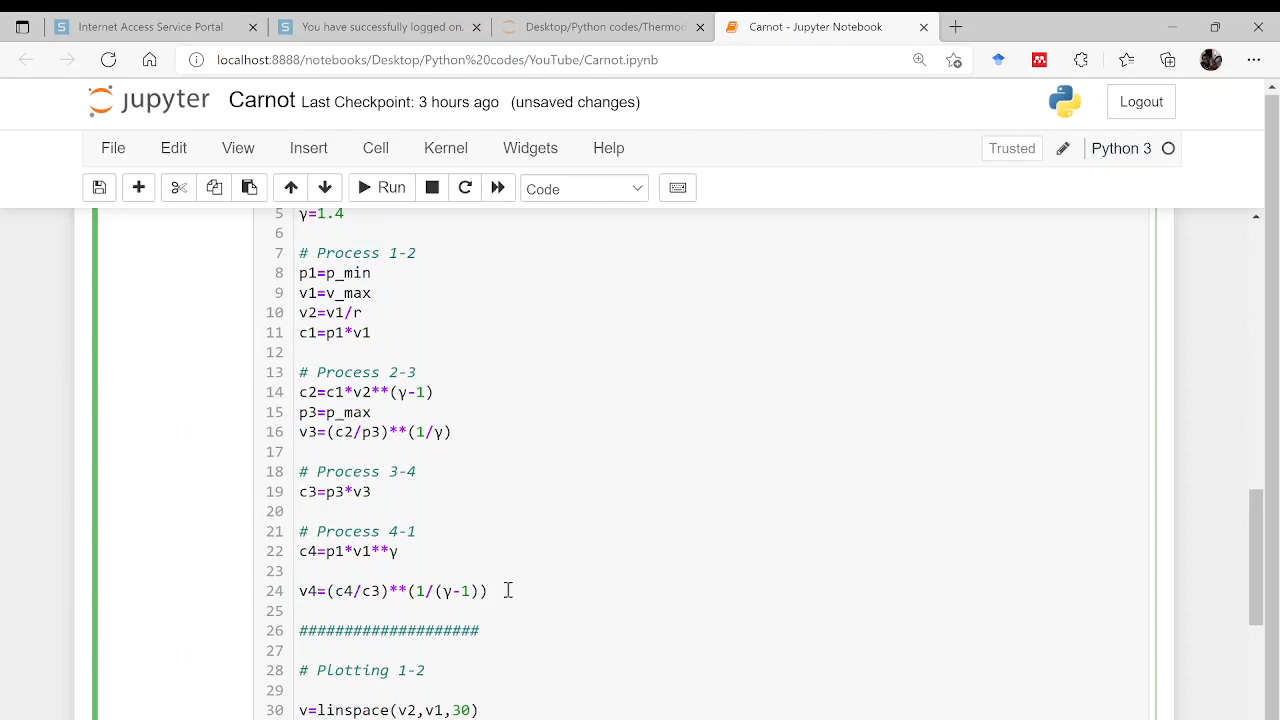 Internet Access Service Portal
You have successfully logged on.
Desktop/Python codes/Thermod
Carnot - Jupyter Notebook
localhost:8888/notebooks/Desktop/Python%20codes/YouTube/Carnot.ipynb
jupyter Carnot Last Checkpoint: 3 hours ago (unsaved changes)
Logout
File Edit View Insert Cell Kernel Widgets Help Trusted Python 3
Run Code
5 γ=1.4
6
7 # Process 1-2
8 p1=p_min
9 v1=v_max
10 v2=v1/r
11 c1=p1*v1
12
13 # Process 2-3
14 c2=c1*v2**(γ-1)
15 p3=p_max
16 v3=(c2/p3)**(1/γ)
17
18 # Process 3-4
19 c3=p3*v3
20
21 # Process 4-1
22 c4=p1*v1**γ
23
24 v4=(c4/c3)**(1/(γ-1))
25
26 ####################
27
28 # Plotting 1-2
29
30 v=linspace(v2,v1,30)